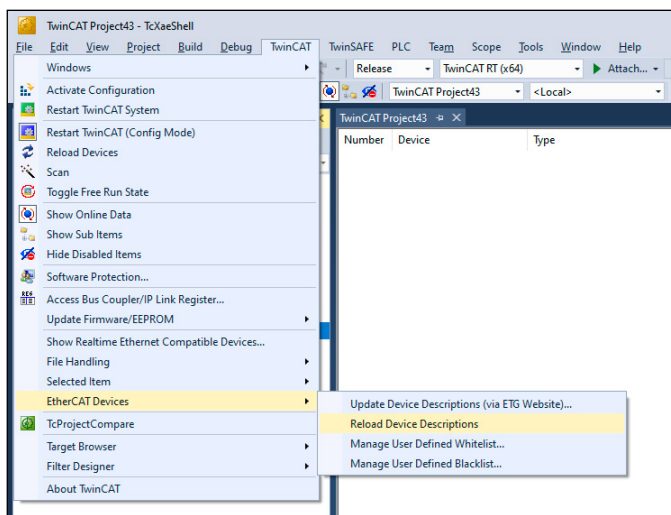 TwinCAT Project43 - TcXaeShell
File Edit View Project Build Debug TwinCAT TwinSAFE PLC Team Scope Tools Window Help
Release TwinCAT RT (x64) Attach...
TwinCAT Project43 <Local>
TwinCAT Project43
Number Device Type
Windows
Activate Configuration
Restart TwinCAT System
Restart TwinCAT (Config Mode)
Reload Devices
Scan
Toggle Free Run State
Show Online Data
Show Sub Items
Hide Disabled Items
Software Protection...
Access Bus Coupler/IP Link Register...
Update Firmware/EEPROM
Show Realtime Ethernet Compatible Devices...
File Handling
Selected Item
EtherCAT Devices
TcProjectCompare
Target Browser
Filter Designer
About TwinCAT
Update Device Descriptions (via ETG Website)...
Reload Device Descriptions
Manage User Defined Whitelist...
Manage User Defined Blacklist...